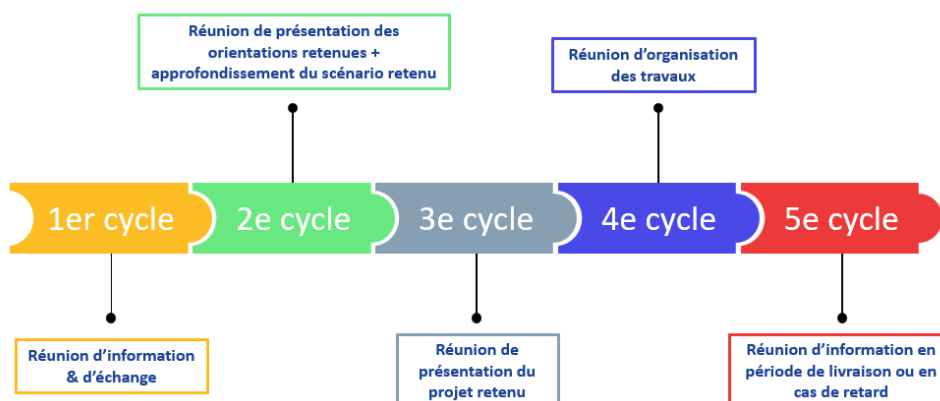 Réunion de présentation des
orientations retenues +
approfondissement du scénario retenu
Réunion d'organisation
des travaux
1er cycle
2e cycle
3e cycle
4e cycle
5e cycle
Réunion d'information
& d'échange
Réunion de
présentation du
projet retenu
Réunion d'information en
période de livraison ou en
cas de retard